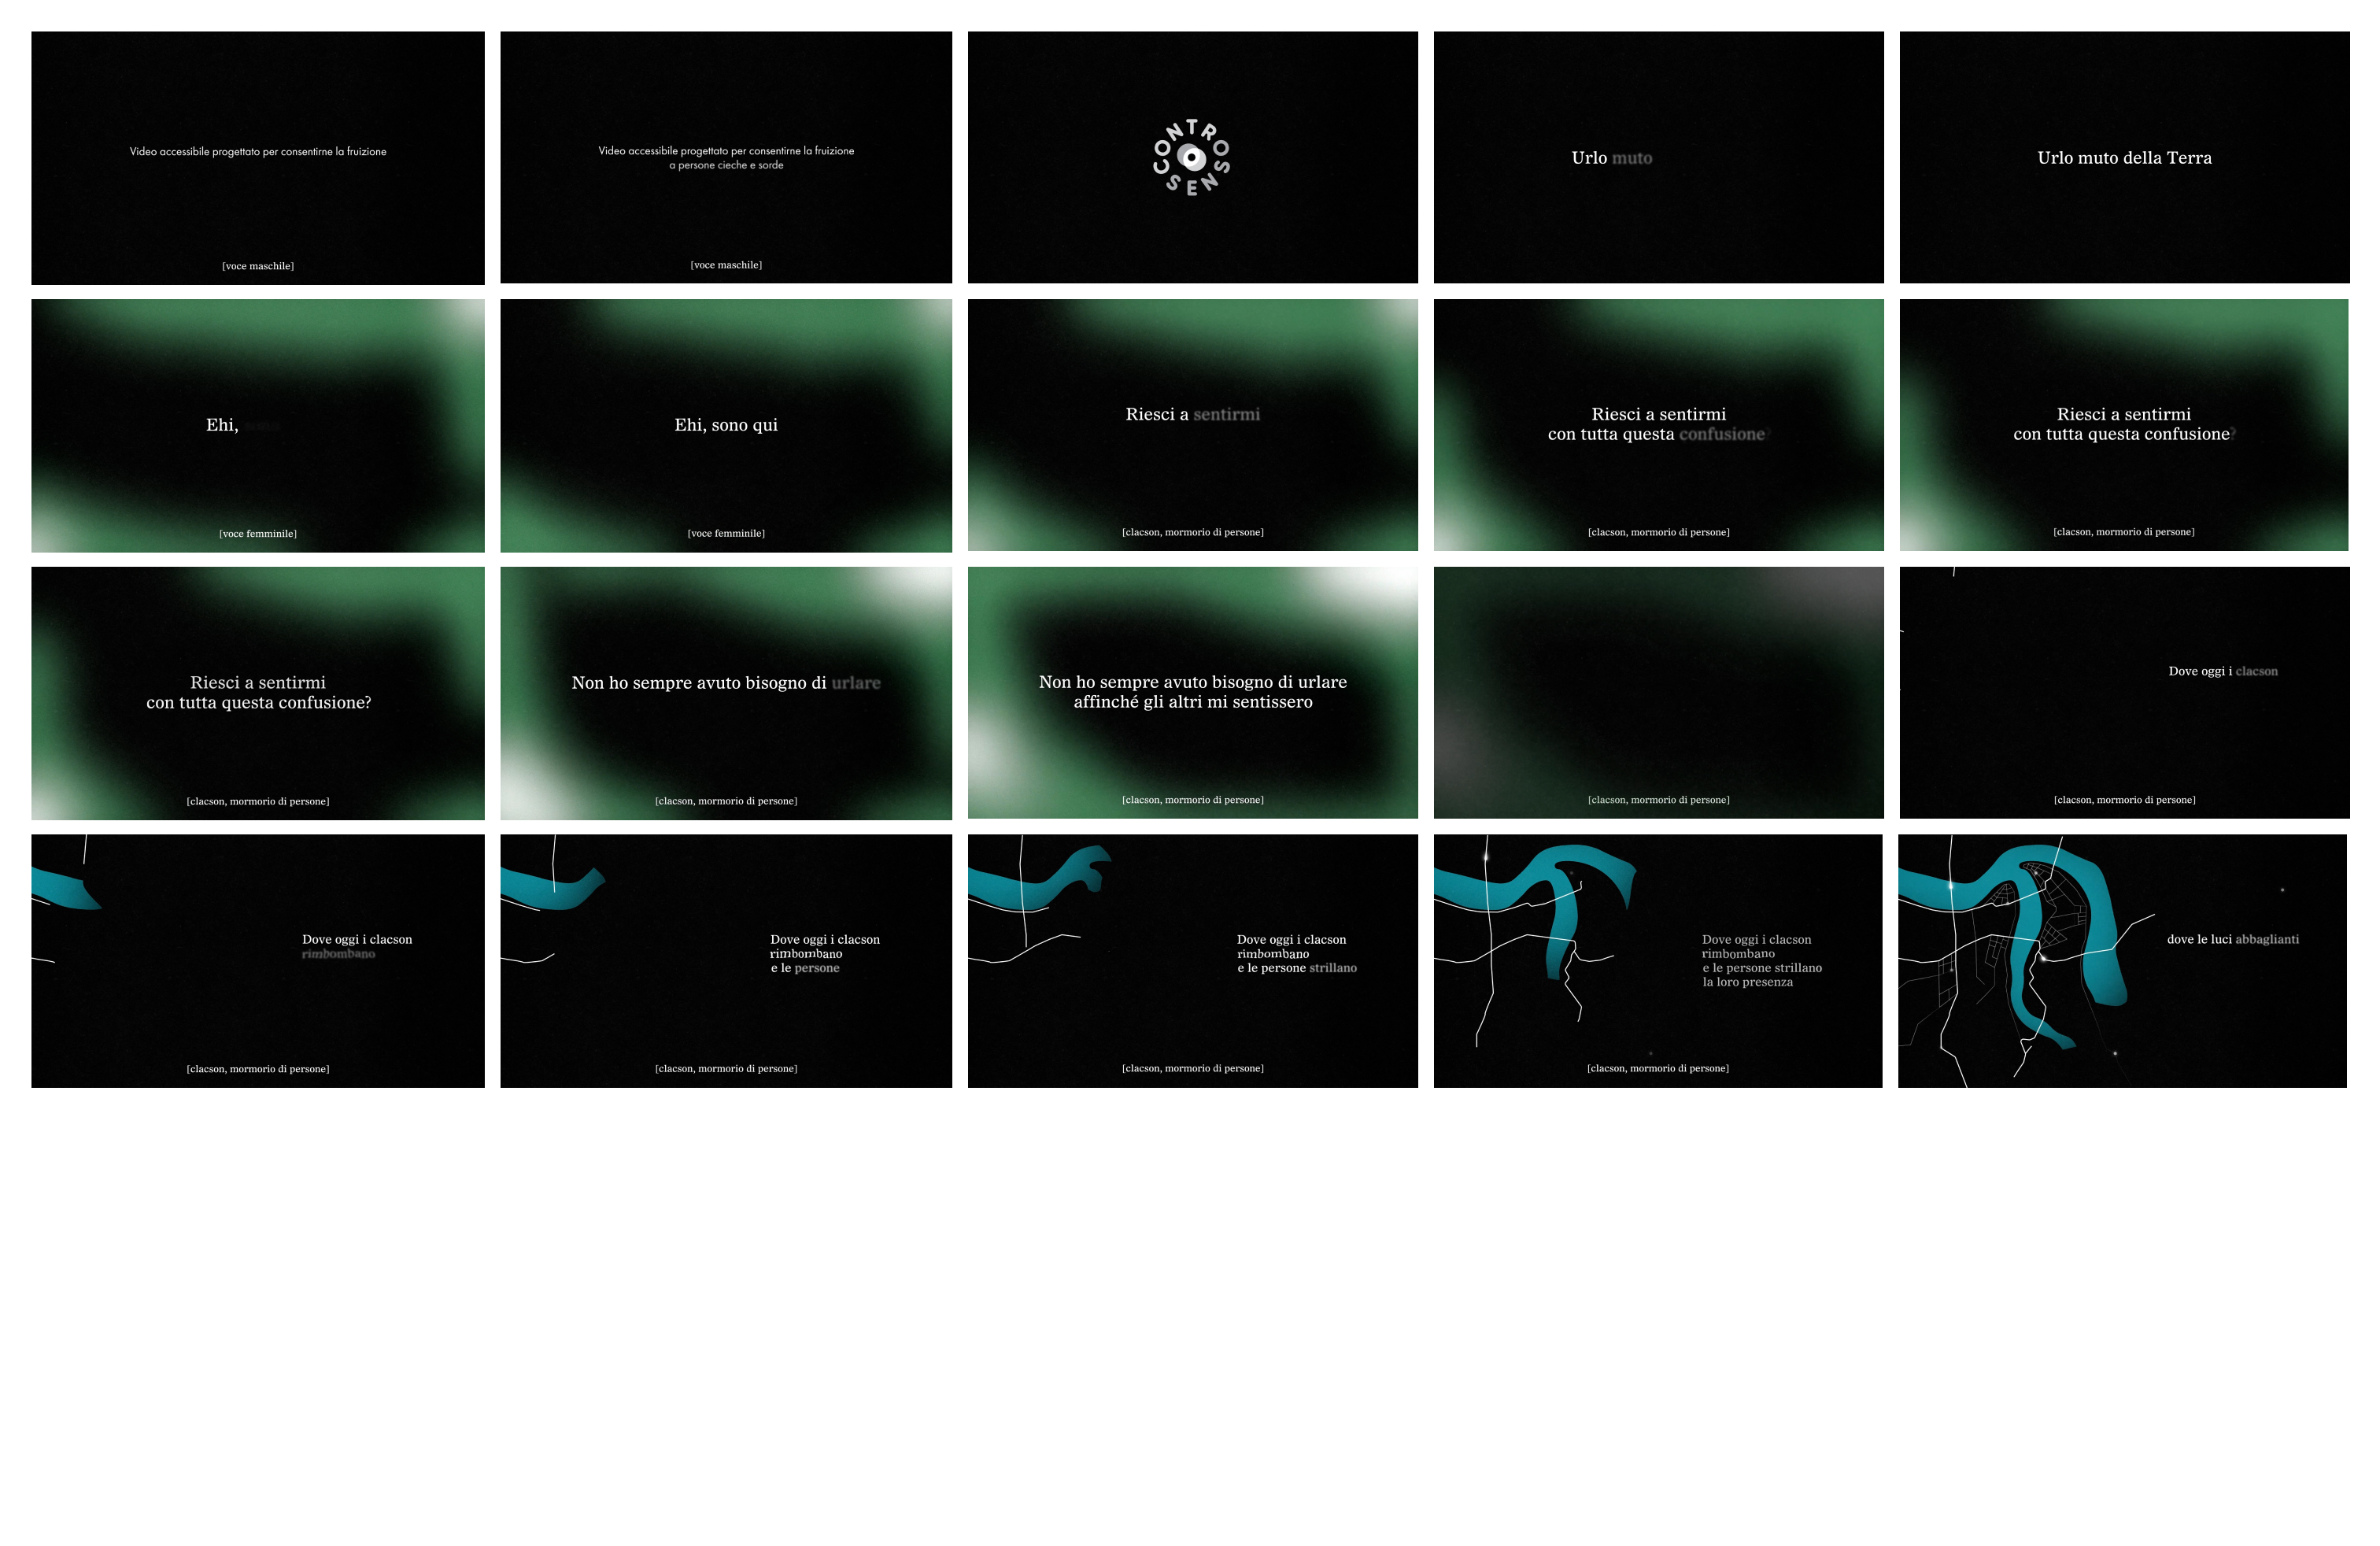 Video accessibile progettato per consentirne la fruizione
[voce maschile]
Video accessibile progettato per consentirne la fruizione
a persone cieche e sorde
[voce maschile]
CONTROSENSO
Urlo muto
Urlo muto della Terra
Ehi,
[voce femminile]
Ehi, sono qui
[voce femminile]
Riesci a sentirmi
[clacson, mormorio di persone]
Riesci a sentirmi
con tutta questa confusione?
[clacson, mormorio di persone]
Riesci a sentirmi
con tutta questa confusione?
[clacson, mormorio di persone]
Riesci a sentirmi
con tutta questa confusione?
[clacson, mormorio di persone]
Non ho sempre avuto bisogno di urlare
[clacson, mormorio di persone]
Non ho sempre avuto bisogno di urlare
affinché gli altri mi sentissero
[clacson, mormorio di persone]
[clacson, mormorio di persone]
Dove oggi i clacson
[clacson, mormorio di persone]
Dove oggi i clacson
rimbombano
[clacson, mormorio di persone]
Dove oggi i clacson
rimbombano
e le persone
[clacson, mormorio di persone]
Dove oggi i clacson
rimbombano
e le persone strillano
[clacson, mormorio di persone]
Dove oggi i clacson
rimbombano
e le persone strillano
la loro presenza
[clacson, mormorio di persone]
dove le luci abbaglianti